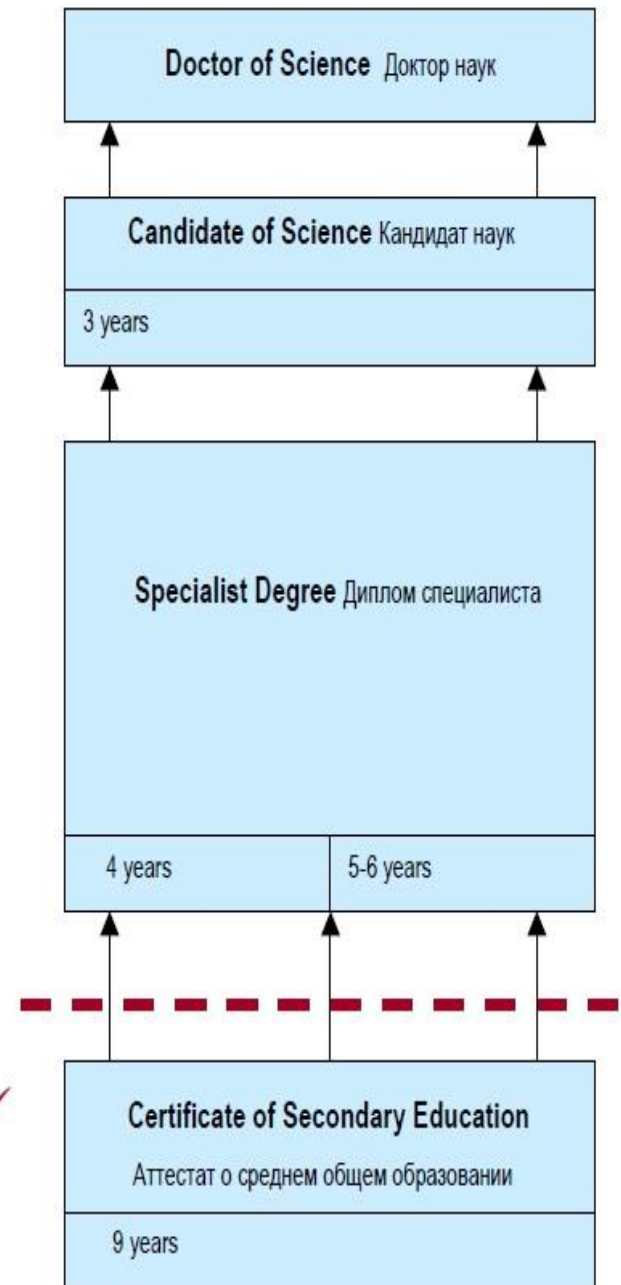 Doctor of Science Доктор наук
Candidate of Science Кандидат наук
3 years
Specialist Degree Диплом специалиста
4 years
5-6 years
Certificate of Secondary Education
Аттестат о среднем общем образовании
9 years